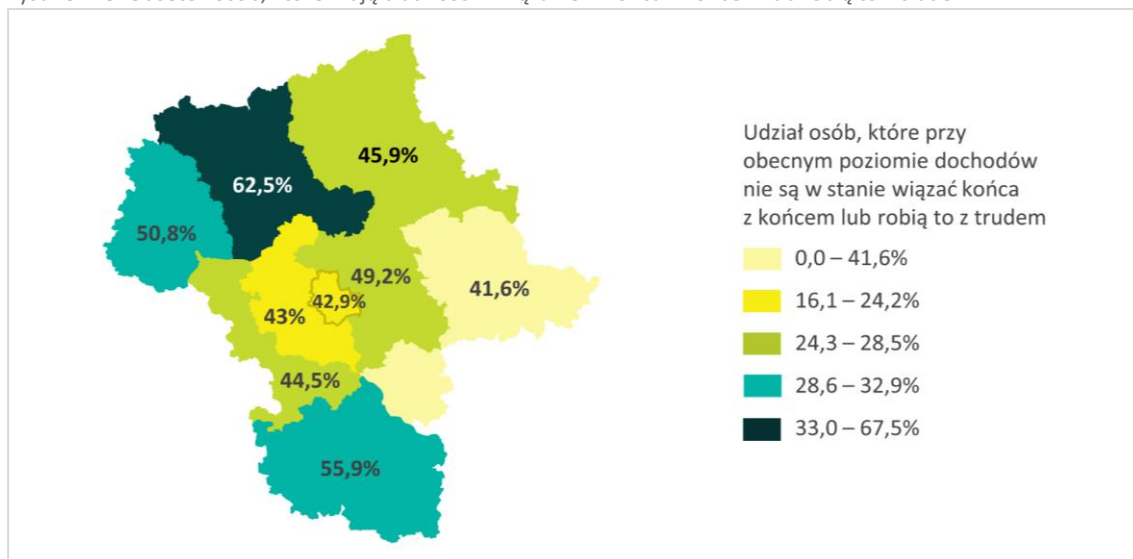 45,9%
62,5%
50,8%
49,2%
41,6%
42,9%
43%
44,5%
55,9%
Udział osób, które przy
obecnym poziomie dochodów
nie są w stanie wiązać końca
z końcem lub robią to z trudem
0,0 – 41,6%
16,1 – 24,2%
24,3 – 28,5%
28,6 – 32,9%
33,0 – 67,5%